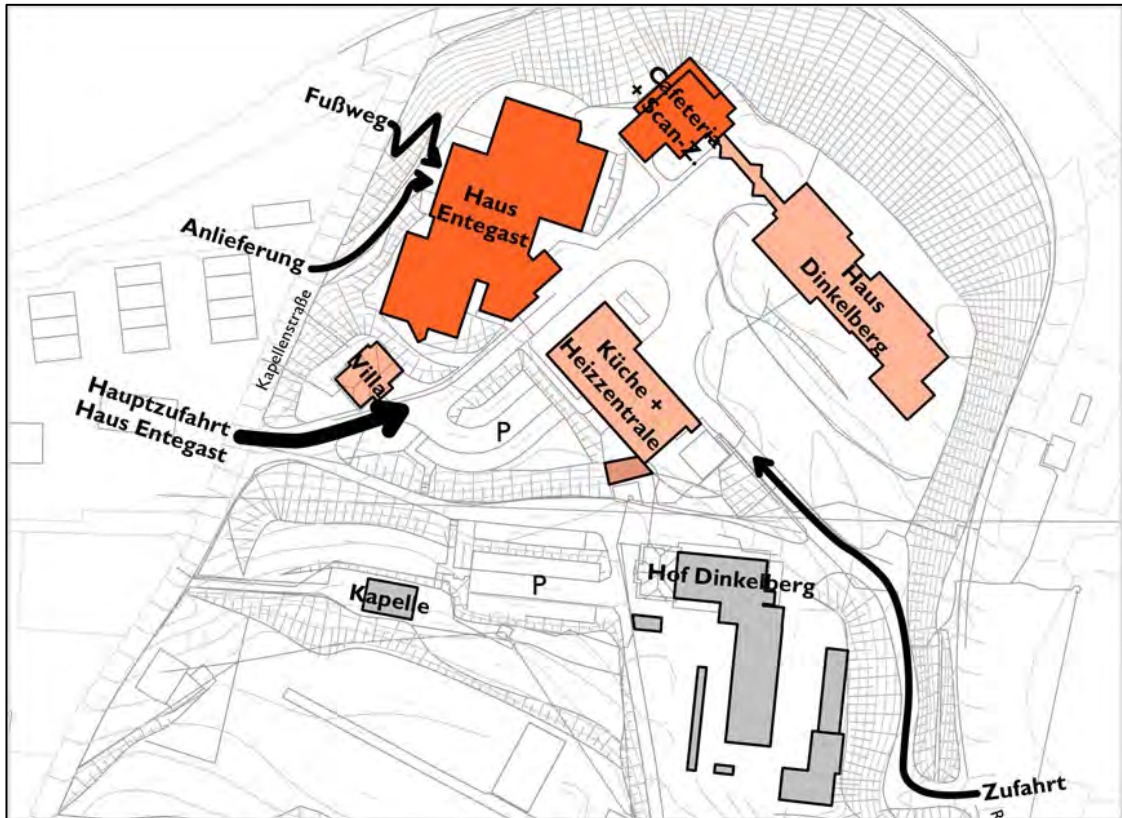 Cafeteria
+ Scan-Z.
Fußweg
Haus
Entegast
Anlieferung
Haus
Dinkelberg
Kapellenstraße
Villa
Küche +
Heizzentrale
Hauptzufahrt
Haus Entegast
P
Hof Dinkelberg
Kapelle
P
Zufahrt
R